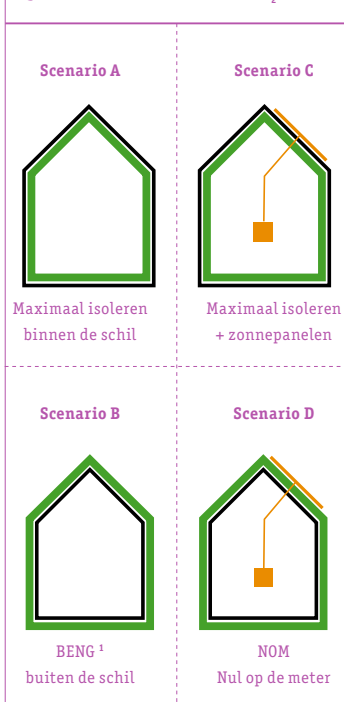 Scenario A
Maximaal isoleren
binnen de schil
Scenario C
Maximaal isoleren
+ zonnepanelen
Scenario B
BENG ¹
buiten de schil
Scenario D
NOM
Nul op de meter